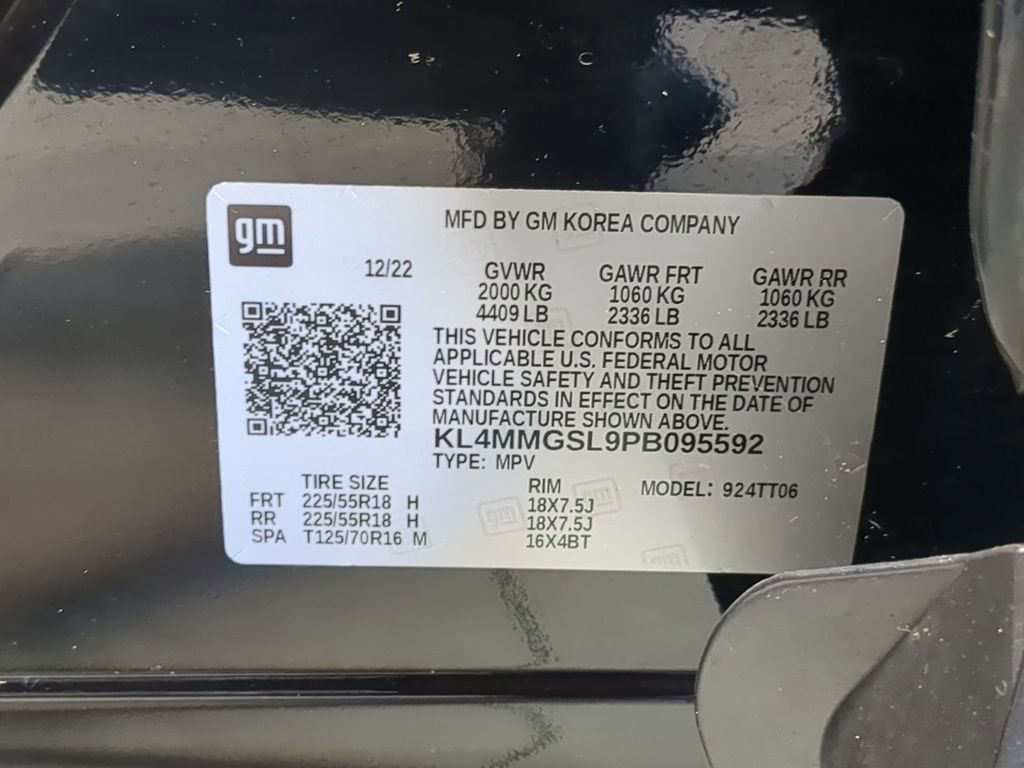 gm
MFD BY GM KOREA COMPANY
12/22
GVWR GAWR FRT GAWR RR
2000 KG 1060 KG 1060 KG
4409 LB 2336 LB 2336 LB
THIS VEHICLE CONFORMS TO ALL
APPLICABLE U.S. FEDERAL MOTOR
VEHICLE SAFETY AND THEFT PREVENTION
STANDARDS IN EFFECT ON THE DATE OF
MANUFACTURE SHOWN ABOVE.
KL4MMGSL9PB095592
TYPE: MPV
TIRE SIZE RIM MODEL: 924TT06
FRT 225/55R18 H 18X7.5J
RR 225/55R18 H 18X7.5J
SPA T125/70R16 M 16X4BT